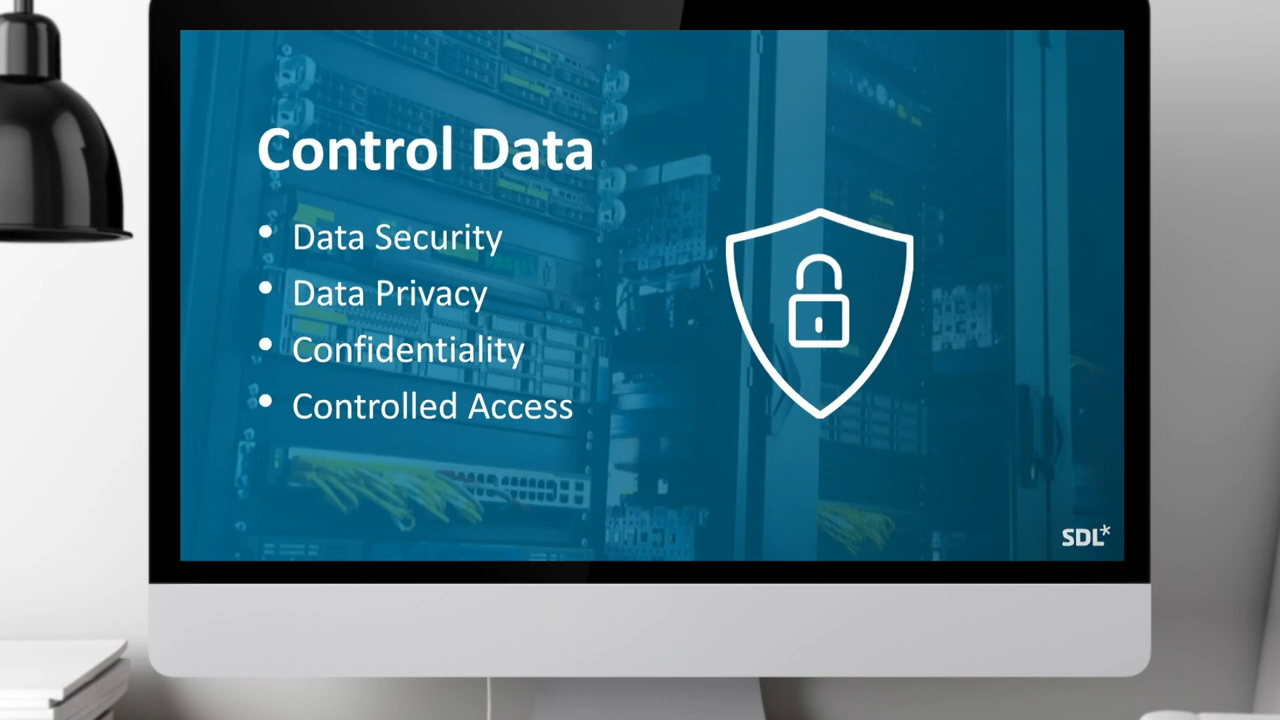 Control Data
• Data Security
• Data Privacy
• Confidentiality
• Controlled Access
SDL*